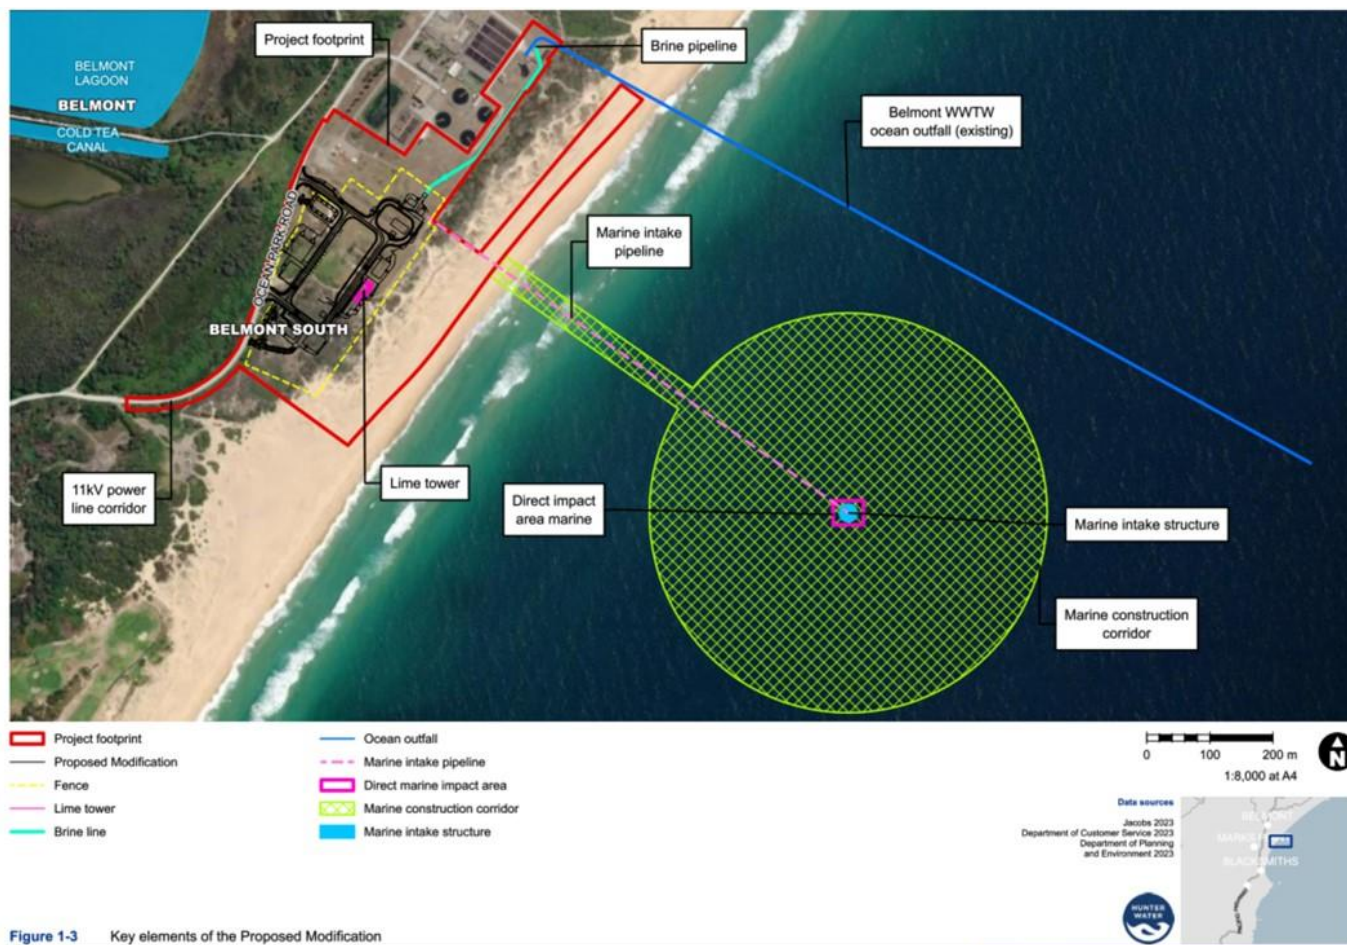 Project footprint
Brine pipeline
BELMONT
LAGOON
BELMONT
COLD TEA
CANAL
Belmont WWTW
ocean outfall (existing)
OCEAN PARK ROAD
Marine intake
pipeline
BELMONT SOUTH
11kV power
line corridor
Lime tower
Direct impact
area marine
Marine intake structure
Marine construction
corridor
Project footprint
Proposed Modification
Fence
Lime tower
Brine line
Ocean outfall
Marine intake pipeline
Direct marine impact area
Marine construction corridor
Marine intake structure
0 100 200 m
1:8,000 at A4
N
Data sources
Jacobs 2023
Department of Customer Service 2023
Department of Planning
and Environment 2023
BELMONT
BLACKSMITHS
HUNTER
WATER
Figure 1-3 Key elements of the Proposed Modification